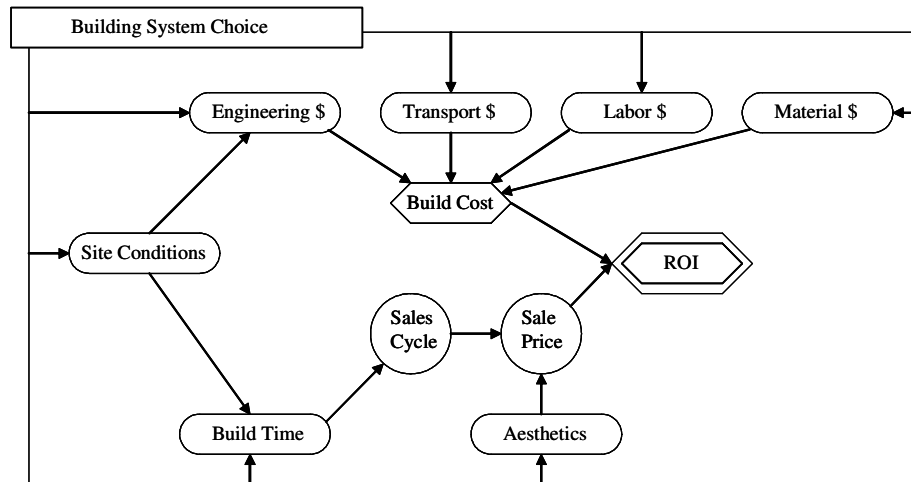 Building System Choice
Engineering $
Transport $
Labor $
Material $
Build Cost
Site Conditions
ROI
Sales
Cycle
Sale
Price
Build Time
Aesthetics